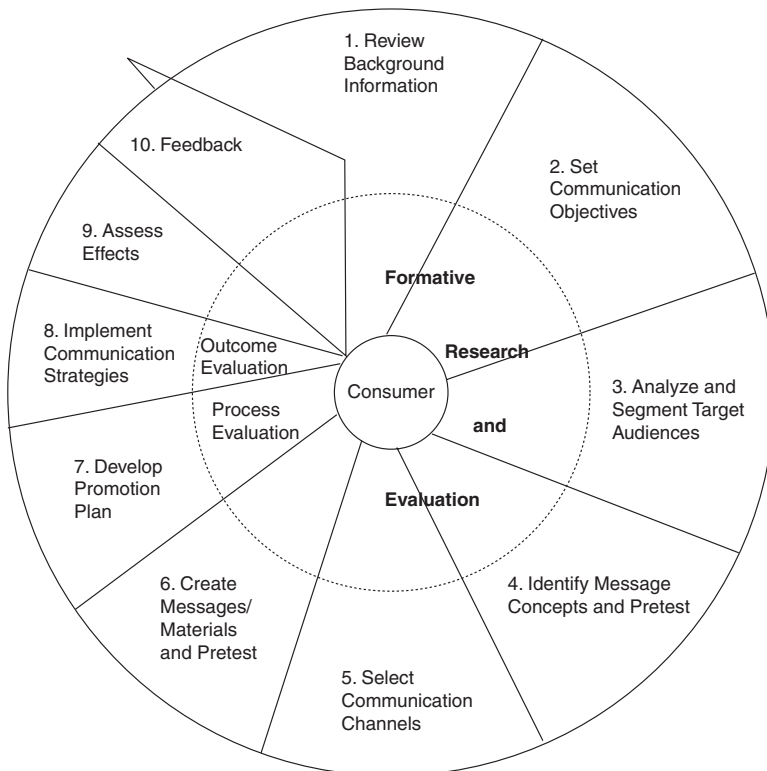 1. Review
Background
Information
2. Set
Communication
Objectives
3. Analyze and
Segment Target
Audiences
4. Identify Message
Concepts and Pretest
5. Select
Communication
Channels
6. Create
Messages/
Materials
and Pretest
7. Develop
Promotion
Plan
8. Implement
Communication
Strategies
9. Assess
Effects
10. Feedback
Formative
Research
and
Evaluation
Outcome
Evaluation
Process
Evaluation
Consumer